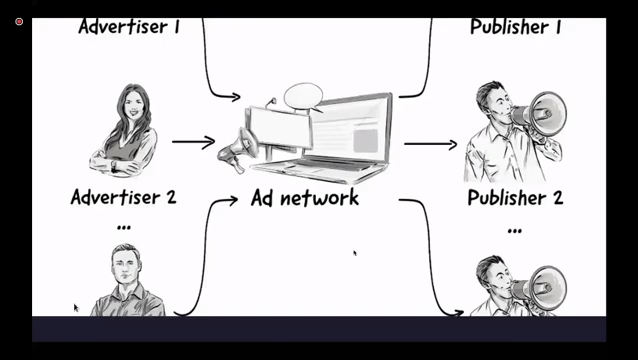 Advertiser 1
Publisher 1
Advertiser 2
Ad network
Publisher 2
...
...